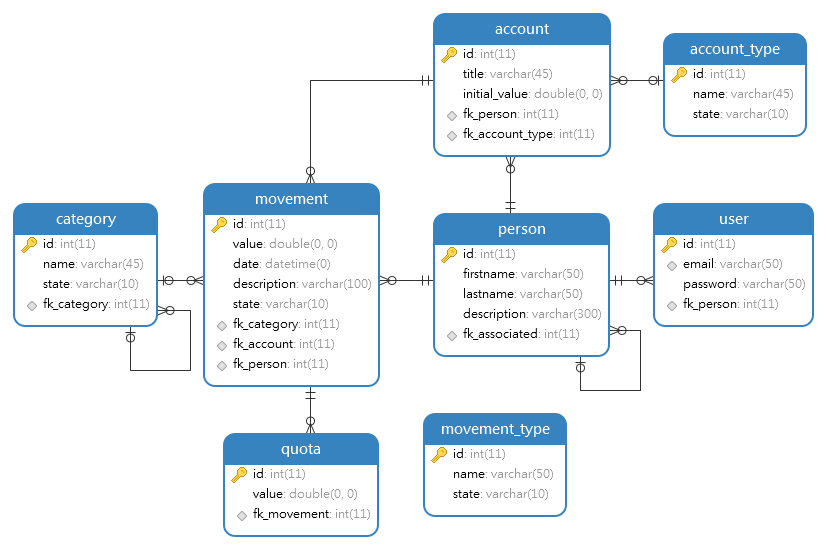 account
id: int(11)
title: varchar(45)
initial_value: double(0, 0)
fk_person: int(11)
fk_account_type: int(11)
account_type
id: int(11)
name: varchar(45)
state: varchar(10)
movement
id: int(11)
value: double(0, 0)
date: datetime(0)
description: varchar(100)
state: varchar(10)
fk_category: int(11)
fk_account: int(11)
fk_person: int(11)
category
id: int(11)
name: varchar(45)
state: varchar(10)
fk_category: int(11)
person
id: int(11)
firstname: varchar(50)
lastname: varchar(50)
description: varchar(300)
fk_associated: int(11)
user
id: int(11)
email: varchar(50)
password: varchar(50)
fk_person: int(11)
quota
id: int(11)
value: double(0, 0)
fk_movement: int(11)
movement_type
id: int(11)
name: varchar(50)
state: varchar(10)